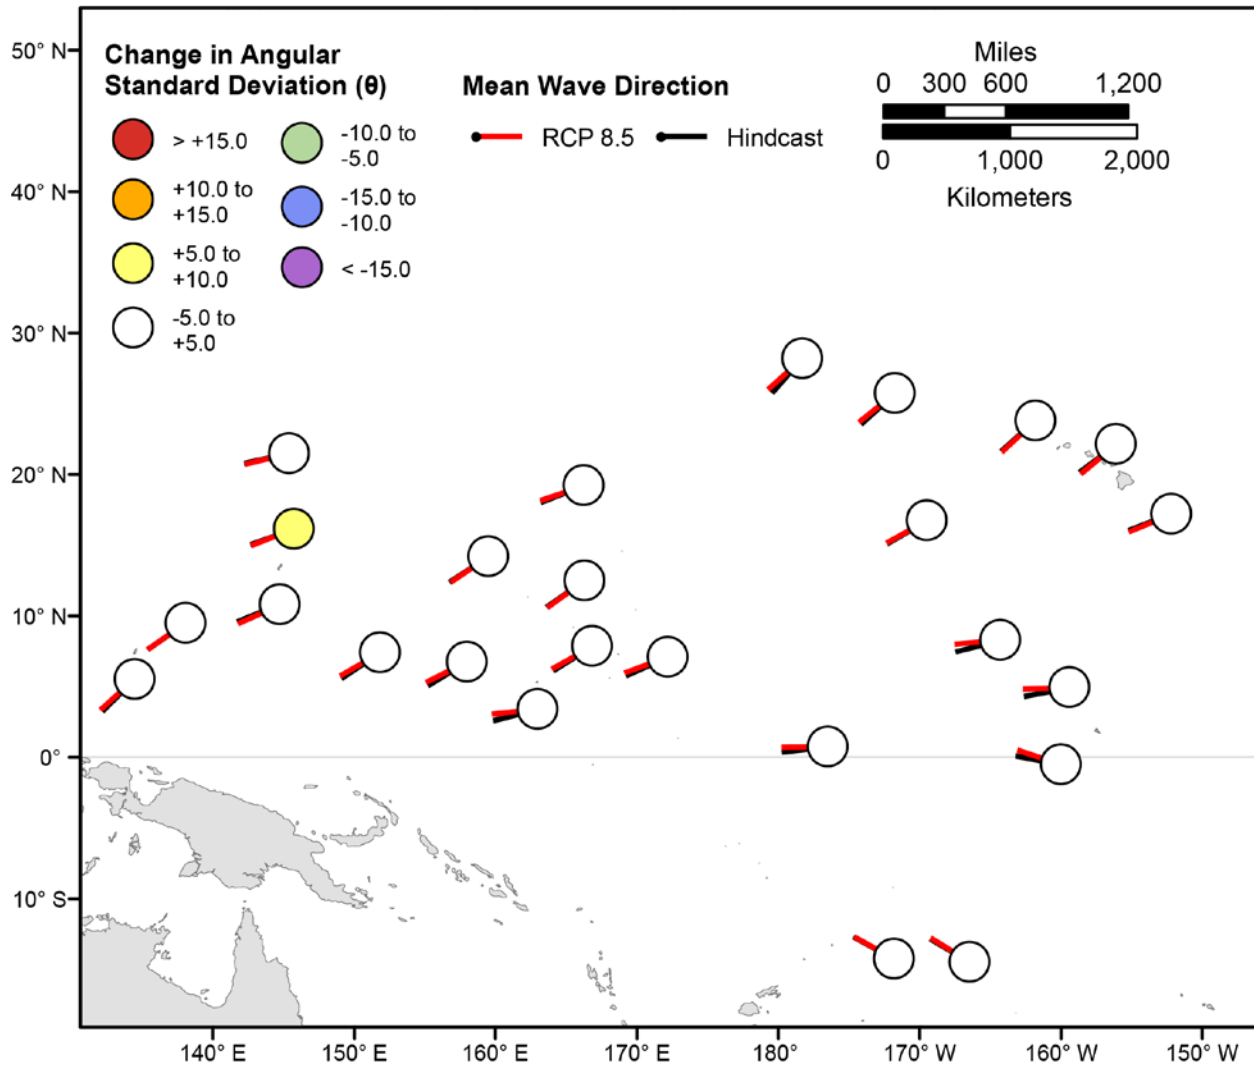 Change in Angular
Standard Deviation (θ)
> +15.0
+10.0 to
+15.0
+5.0 to
+10.0
-5.0 to
+5.0
-10.0 to
-5.0
-15.0 to
-10.0
< -15.0
Mean Wave Direction
RCP 8.5 Hindcast
Miles
0 300 600 1,200
0 1,000 2,000
Kilometers
50° N
40° N
30° N
20° N
10° N
0°
10° S
140° E 150° E 160° E 170° E 180° 170° W 160° W 150° W